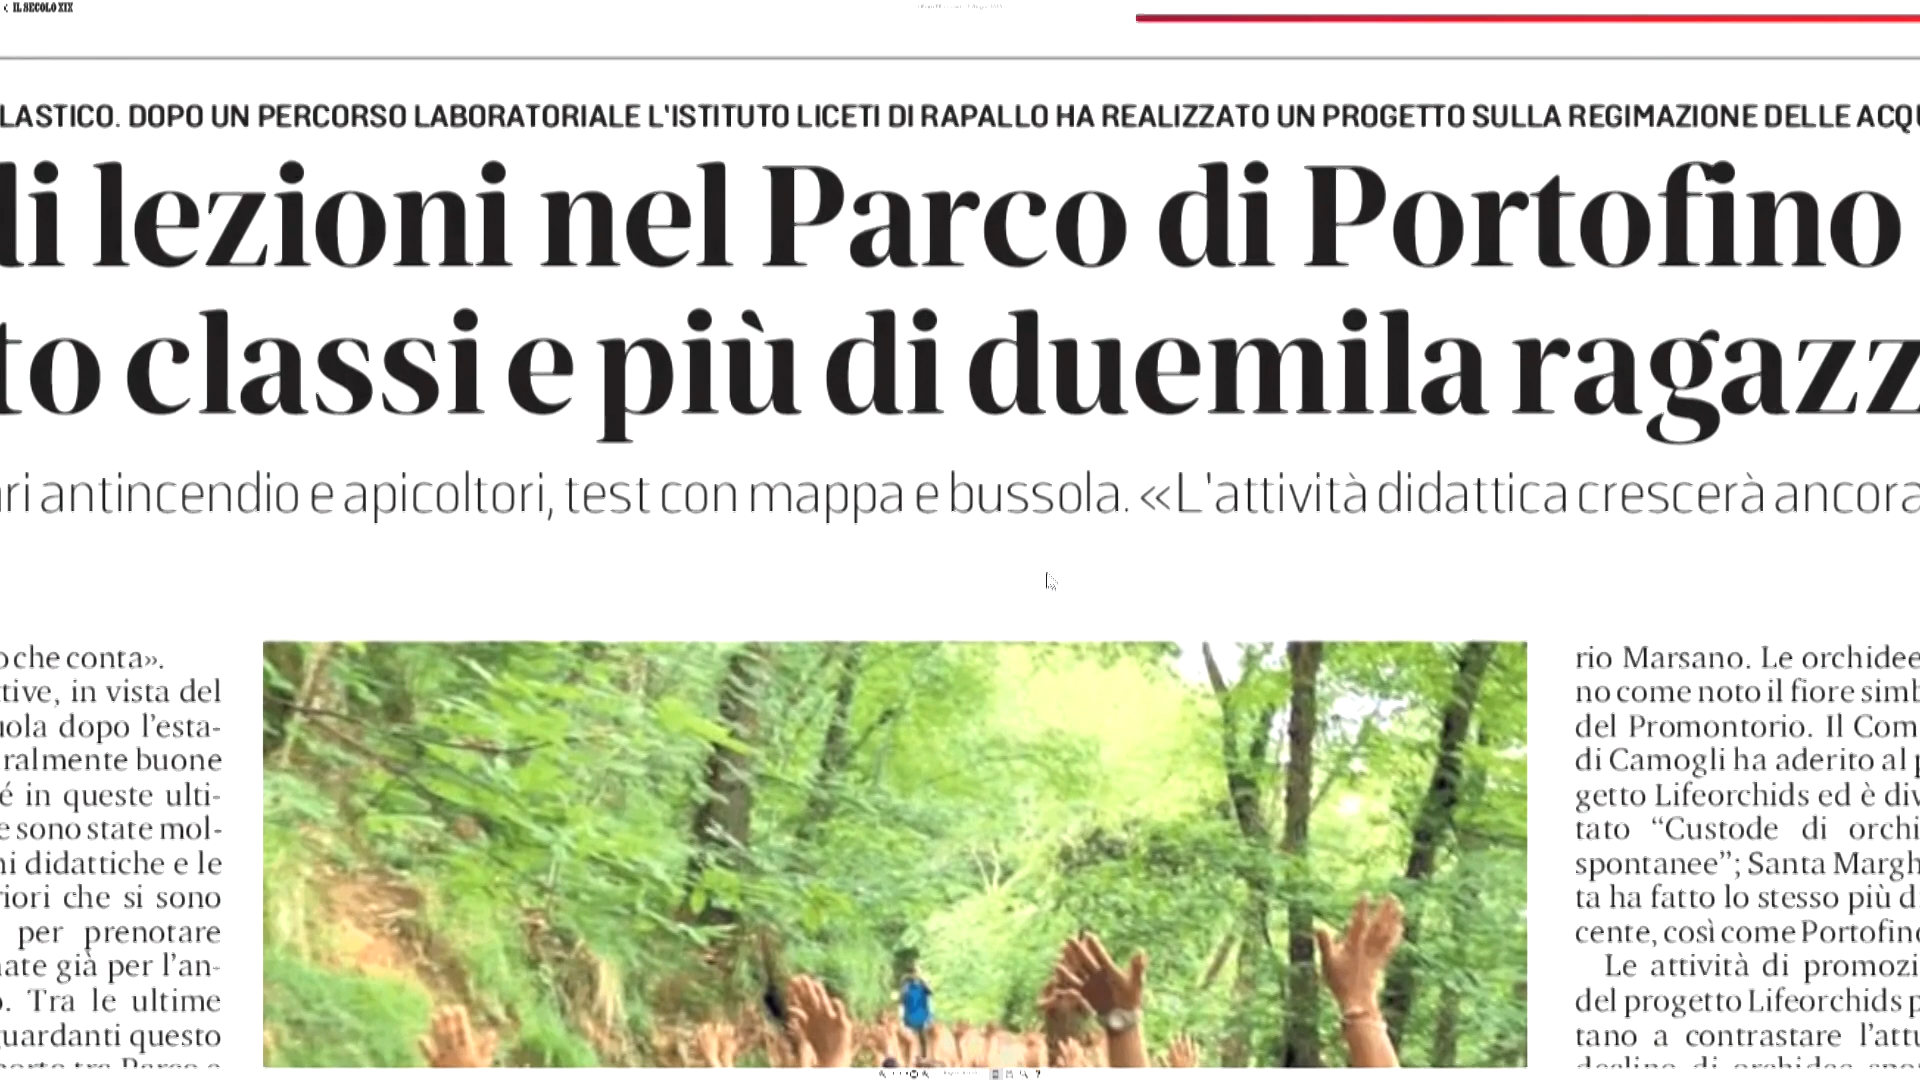 IL SECOLO XIX
LASTICO. DOPO UN PERCORSO LABORATORIALE L'ISTITUTO LICETI DI RAPALLO HA REALIZZATO UN PROGETTO SULLA REGIMAZIONE DELLE ACQU
di lezioni nel Parco di Portofino
to classi e più di duemila ragazz
ri antincendio e apicoltori, test con mappa e bussola. «L'attività didattica crescerà ancora
o che conta».
tive, in vista del
uola dopo l'esta-
ralmente buone
é in queste ulti-
e sono state mol-
ni didattiche e le
riori che si sono
per prenotare
nate già per l'an-
o. Tra le ultime
guardanti questo
porto tra Parco e
rio Marsano. Le orchidee
no come noto il fiore simb
del Promontorio. Il Com
di Camogli ha aderito al p
getto Lifeorchids ed è div
tato “Custode di orchi
spontanee”; Santa Margh
ta ha fatto lo stesso più d
cente, così come Portofino
Le attività di promozi
del progetto Lifeorchids p
tano a contrastare l'attu
declino di orchidee spo